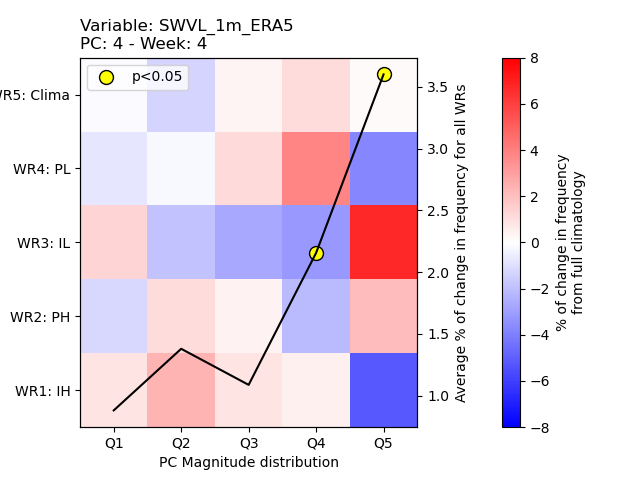 Variable: SWVL_1m_ERA5
PC: 4 - Week: 4
p<0.05
WR5: Clima
WR4: PL
WR3: IL
WR2: PH
WR1: IH
Q1 Q2 Q3 Q4 Q5
PC Magnitude distribution
3.5
3.0
2.5
2.0
1.5
1.0
Average % of change in frequency for all WRs
8
6
4
2
0
−2
−4
−6
−8
% of change in frequency
from full climatology